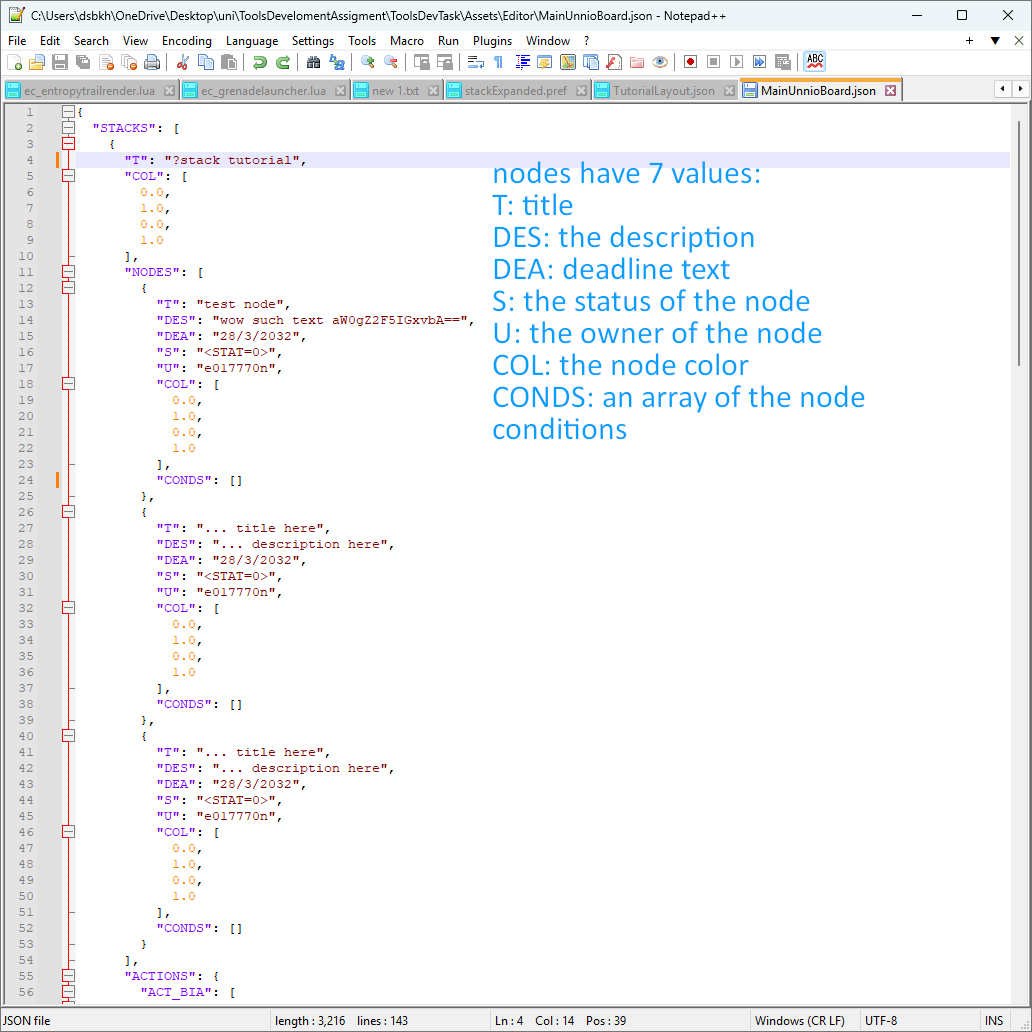 C:\Users\dsbkh\OneDrive\Desktop\uni\ToolsDevelomentAssigment\ToolsDevTask\Assets\Editor\MainUnnioBoard.json - Notepad++
File Edit Search View Encoding Language Settings Tools Macro Run Plugins Window ?
ec_entropytrailrender.lua ec_grenadelauncher.lua new 1.txt stackExpanded.pref TutorialLayout.json MainUnnioBoard.json
1 {
2 "STACKS": [
3 {
4 "T": "?stack tutorial",
5 "COL": [
6 0.0,
7 1.0,
8 0.0,
9 1.0
10 ],
11 "NODES": [
12 {
13 "T": "test node",
14 "DES": "wow such text aW0gZ2F5IGxvbA==",
15 "DEA": "28/3/2032",
16 "S": "<STAT=0>",
17 "U": "e017770n",
18 "COL": [
19 0.0,
20 1.0,
21 0.0,
22 1.0
23 ],
24 "CONDS": []
25 },
26 {
27 "T": "... title here",
28 "DES": "... description here",
29 "DEA": "28/3/2032",
30 "S": "<STAT=0>",
31 "U": "e017770n",
32 "COL": [
33 0.0,
34 1.0,
35 0.0,
36 1.0
37 ],
38 "CONDS": []
39 },
40 {
41 "T": "... title here",
42 "DES": "... description here",
43 "DEA": "28/3/2032",
44 "S": "<STAT=0>",
45 "U": "e017770n",
46 "COL": [
47 0.0,
48 1.0,
49 0.0,
50 1.0
51 ],
52 "CONDS": []
53 }
54 ],
55 "ACTIONS": {
56 "ACT_BIA": [
nodes have 7 values:
T: title
DES: the description
DEA: deadline text
S: the status of the node
U: the owner of the node
COL: the node color
CONDS: an array of the node
conditions
JSON file length : 3,216 lines : 143 Ln : 4 Col : 14 Pos : 39 Windows (CR LF) UTF-8 INS